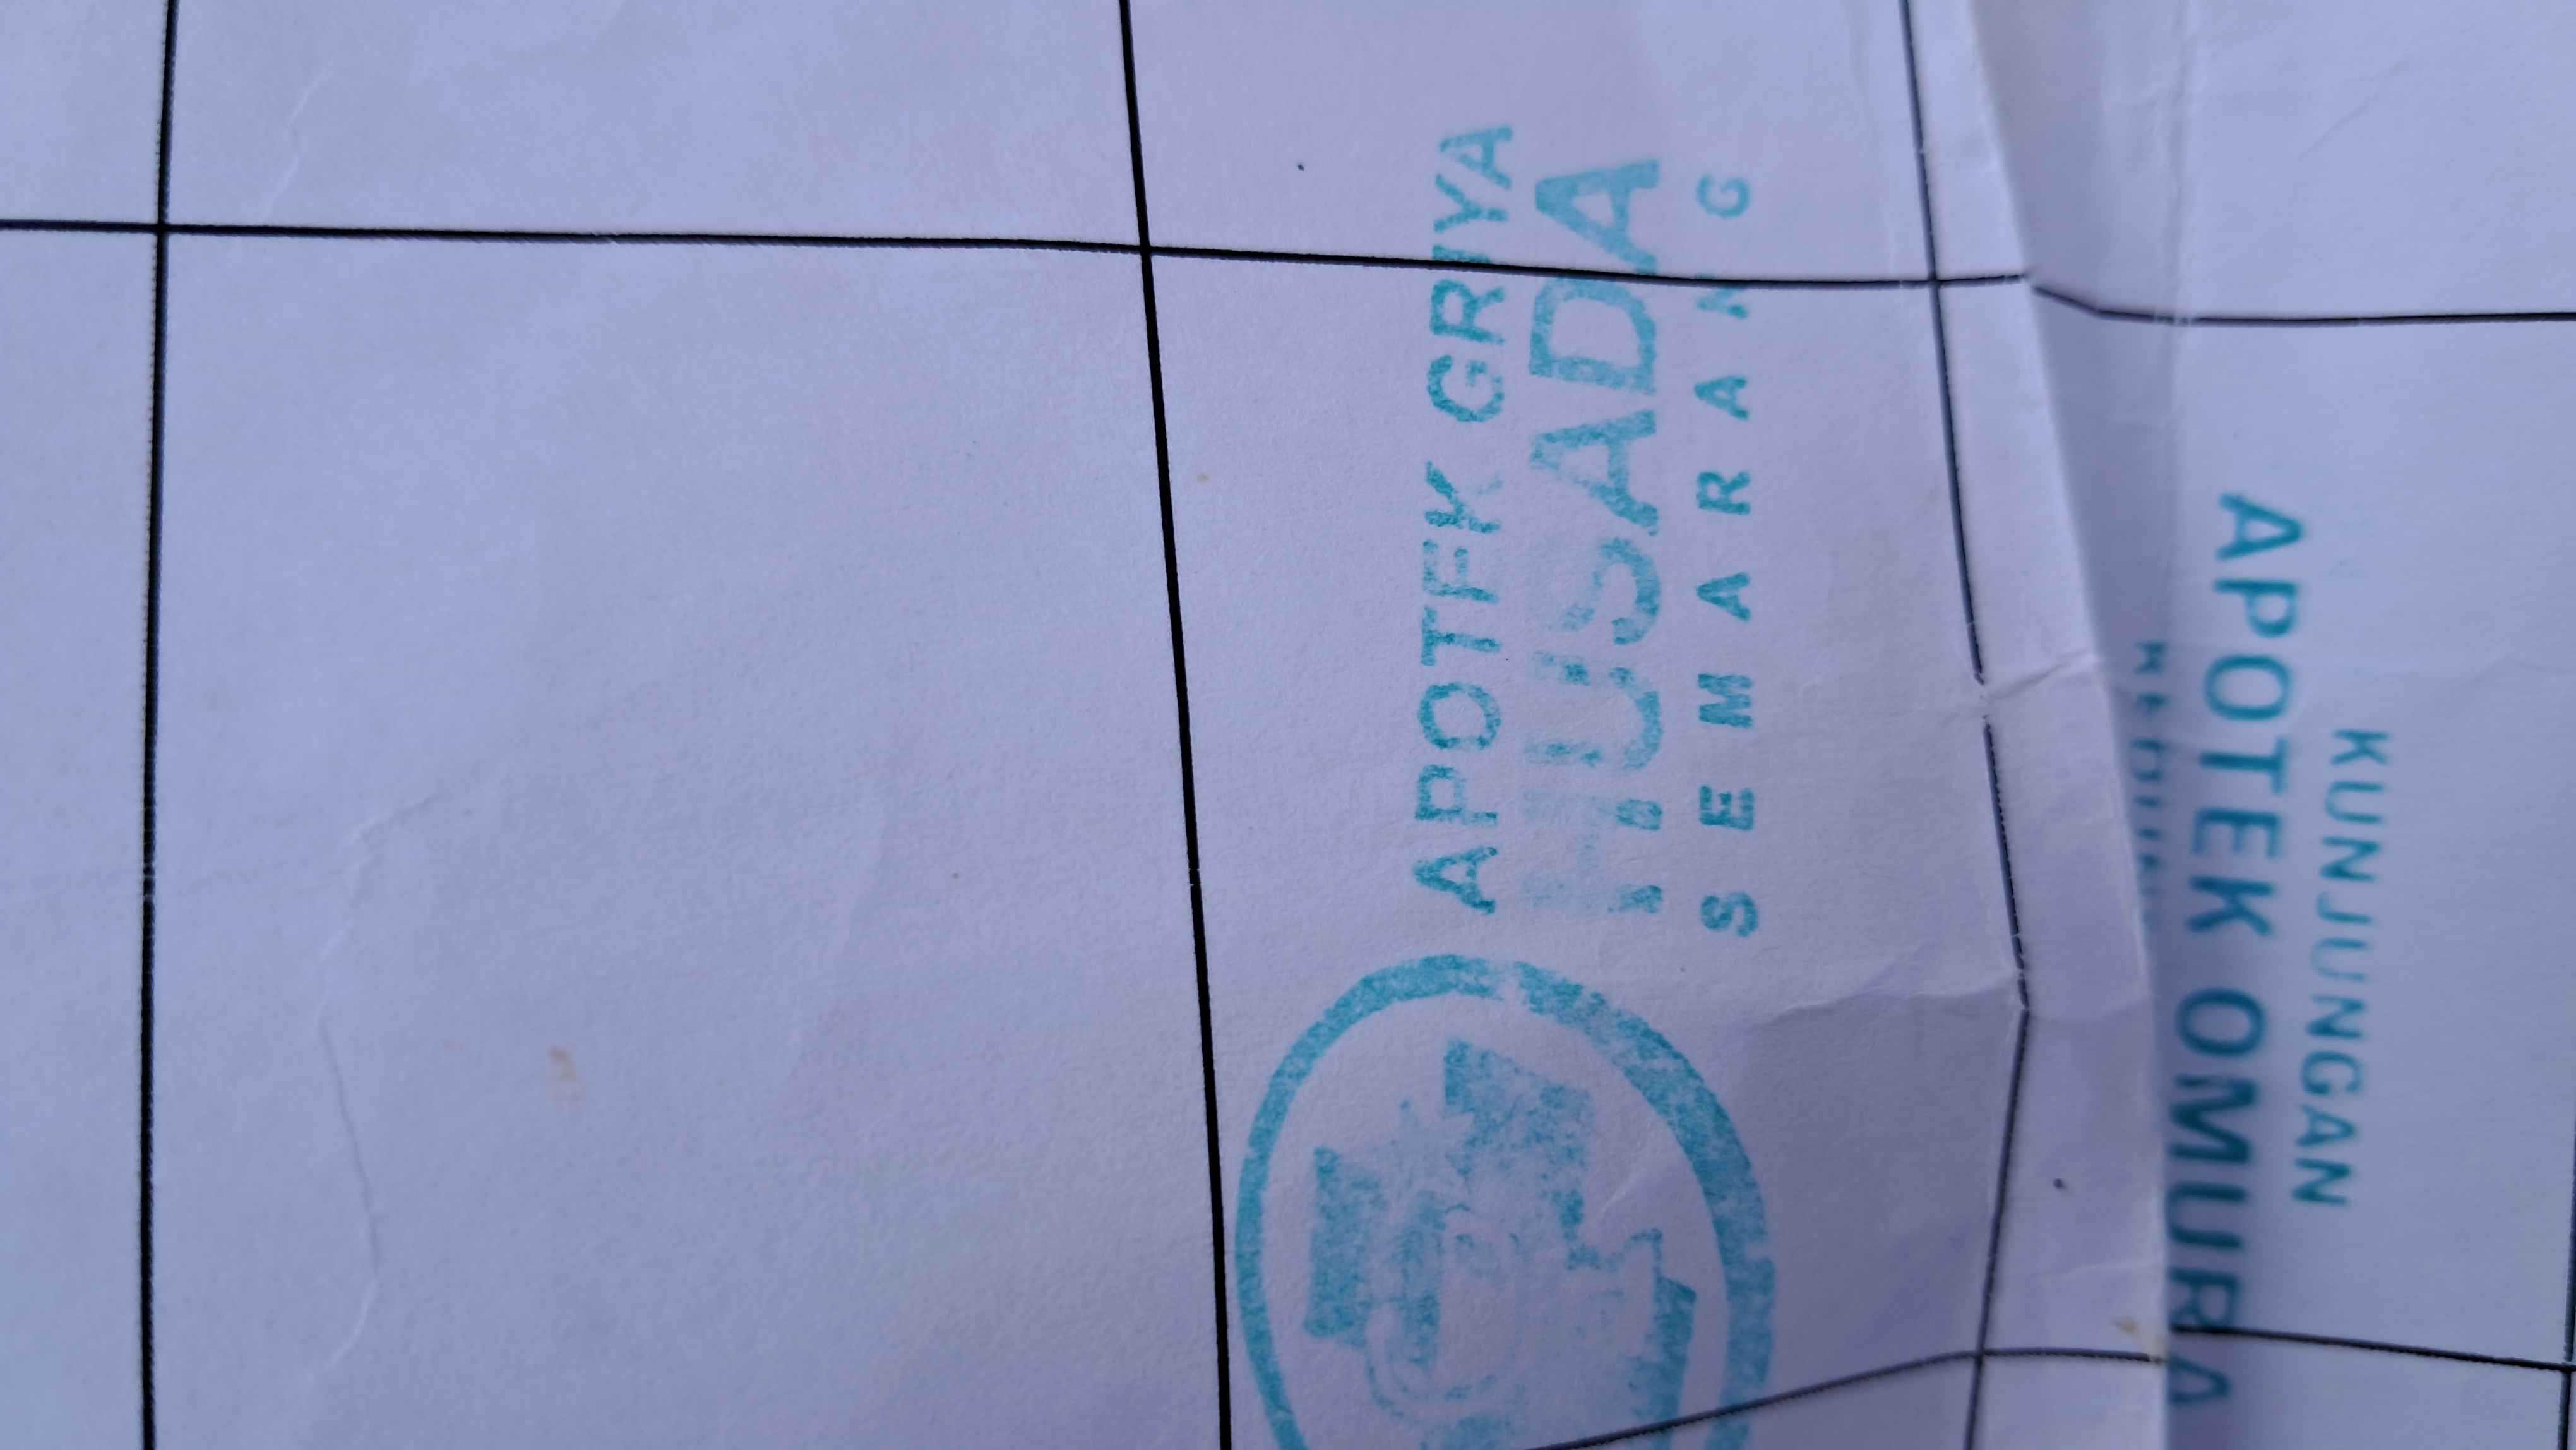 APOTEK GRIYA
HUSADA
SEMARANG
KUNJUNGAN
APOTEK OMURA